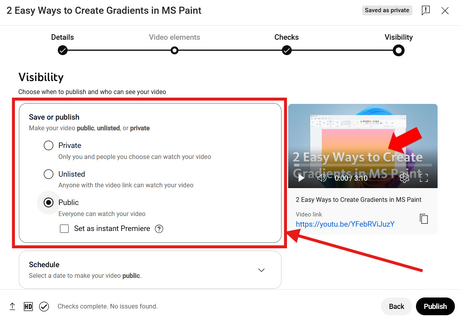 2 Easy Ways to Create Gradients in MS Paint
Saved as private
Details
Video elements
Checks
Visibility
Visibility
Choose when to publish and who can see your video
Save or publish
Make your video public, unlisted, or private
Private
Only you and people you choose can watch your video
Unlisted
Anyone with the video link can watch your video
Public
Everyone can watch your video
Set as instant Premiere
Schedule
Select a date to make your video public.
2 Easy Ways to Create
Gradients in MS Paint
0:00 / 3:10
2 Easy Ways to Create Gradients in MS Paint
Video link
https://youtu.be/YFebRViJuzY
HD
Checks complete. No issues found.
Back
Publish